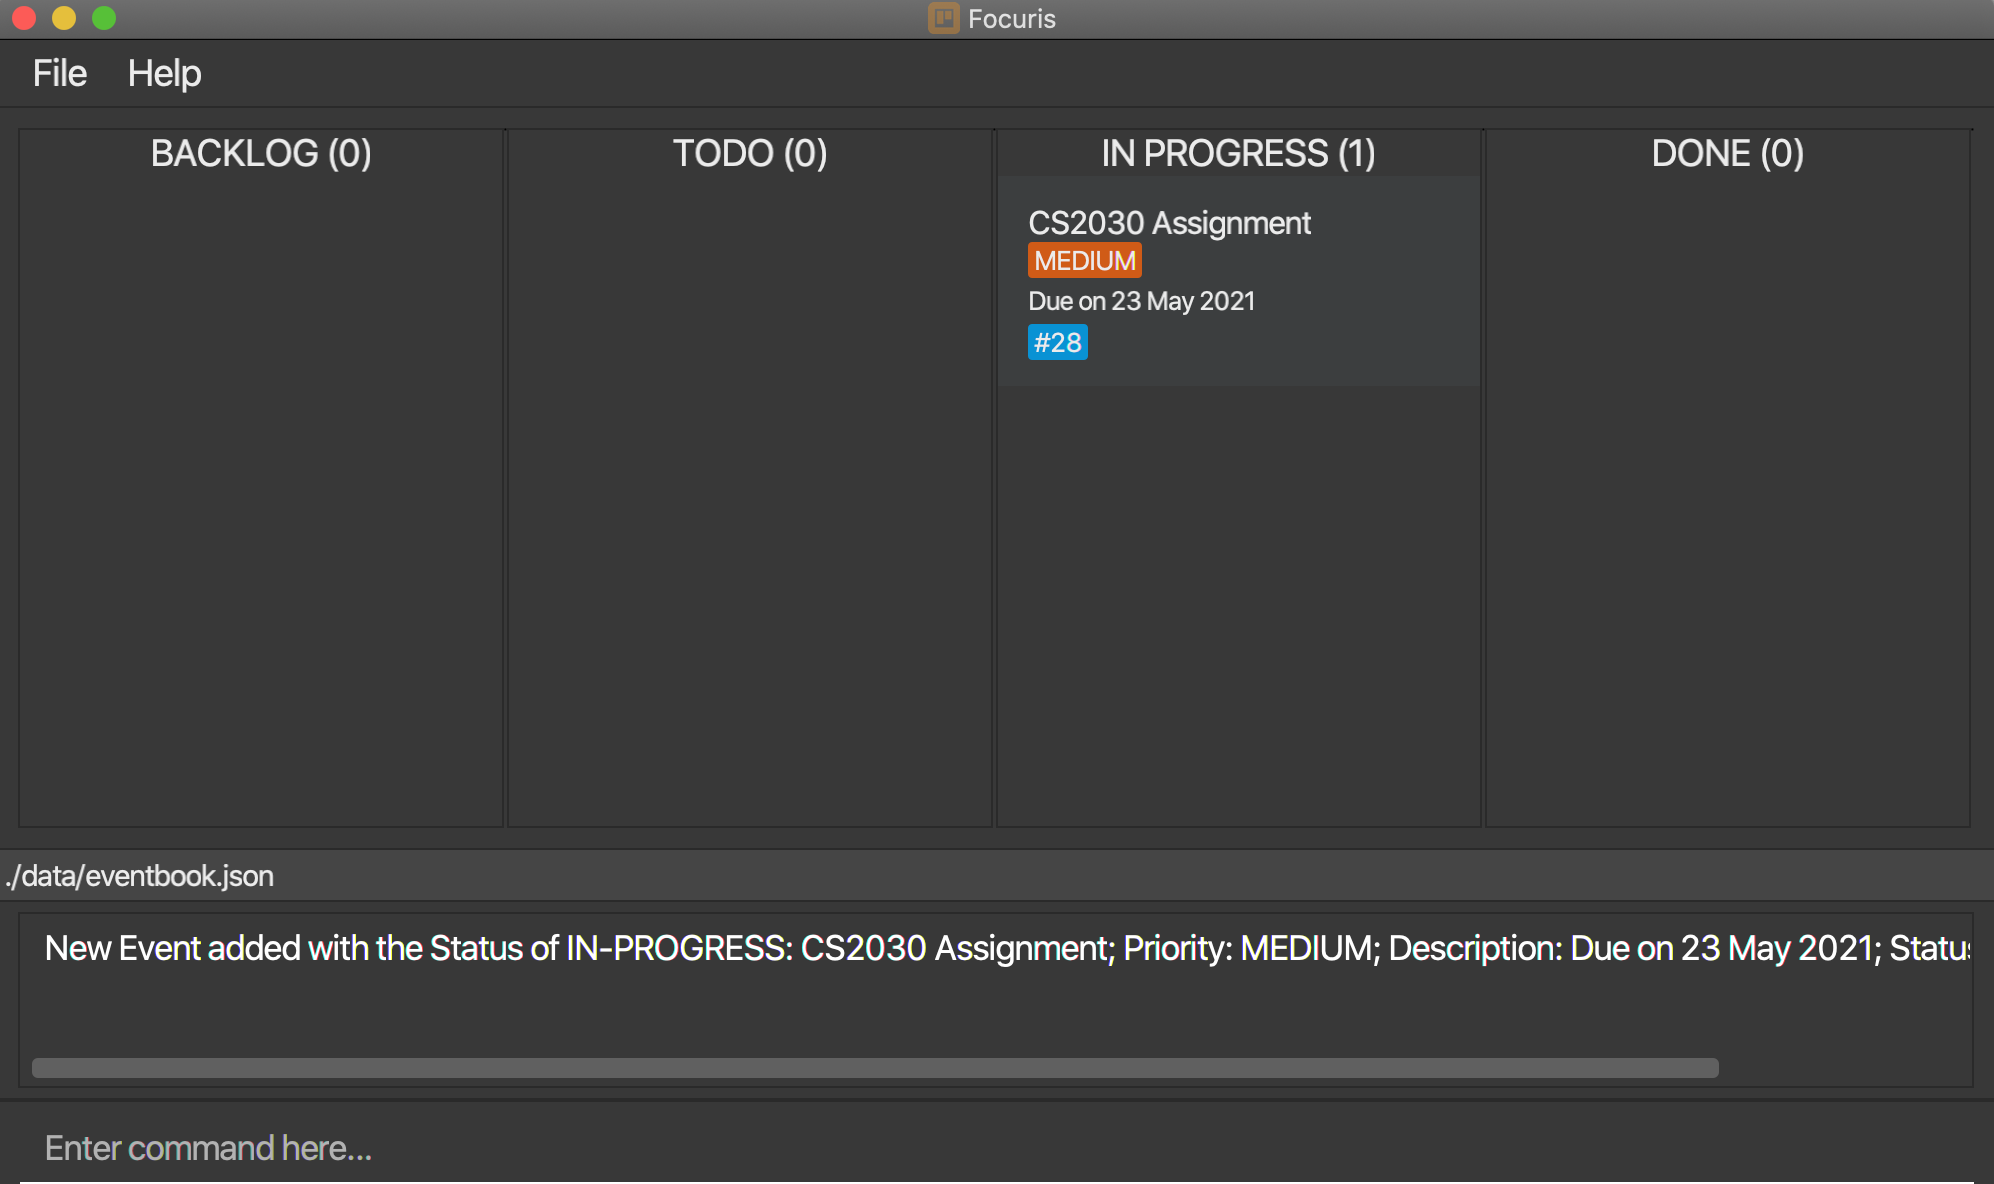 Focuris
File Help
BACKLOG (0) TODO (0) IN PROGRESS (1) DONE (0)
CS2030 Assignment
MEDIUM
Due on 23 May 2021
#28
./data/eventbook.json
New Event added with the Status of IN-PROGRESS: CS2030 Assignment; Priority: MEDIUM; Description: Due on 23 May 2021; Status
Enter command here...